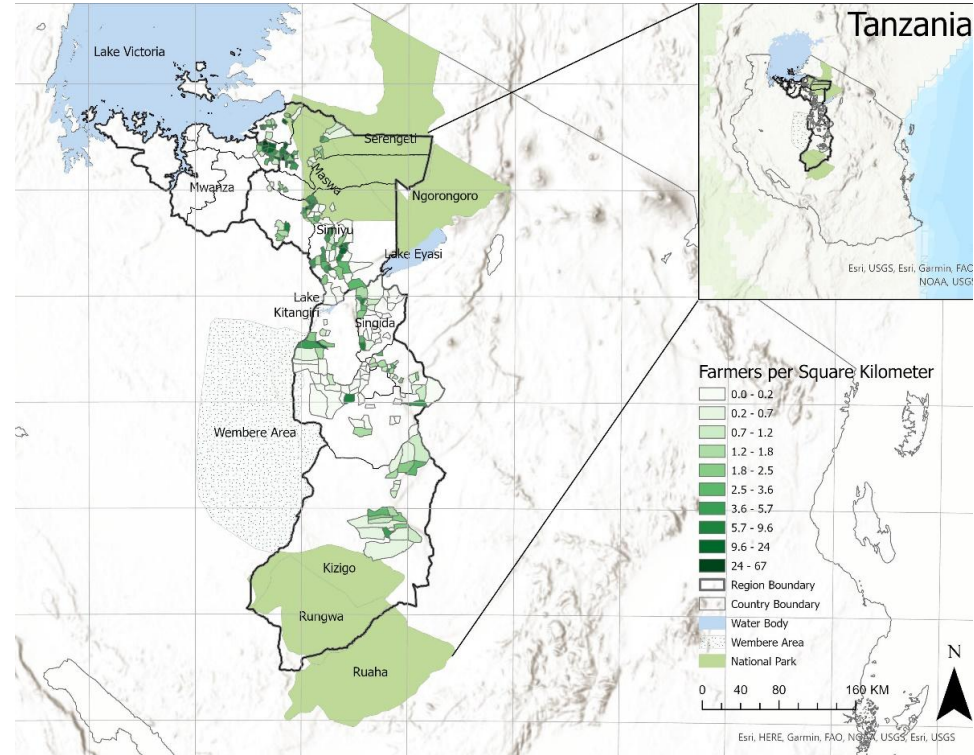 Tanzania
Lake Victoria
Serengeti
Maswa
Mwanza
Ngorongoro
Simiyu
Lake Eyasi
Esri, USGS, Esri, Garmin, FAO,
NOAA, USGS
Lake
Kitangiri
Singida
Wembere Area
Kizigo
Rungwa
Ruaha
Farmers per Square Kilometer
0.0 - 0.2
0.2 - 0.7
0.7 - 1.2
1.2 - 1.8
1.8 - 2.5
2.5 - 3.6
3.6 - 5.7
5.7 - 9.6
9.6 - 24
24 - 67
Region Boundary
Country Boundary
Water Body
Wembere Area
National Park
N
0 40 80 160 KM
Esri, HERE, Garmin, FAO, NOAA, USGS, Esri, USGS